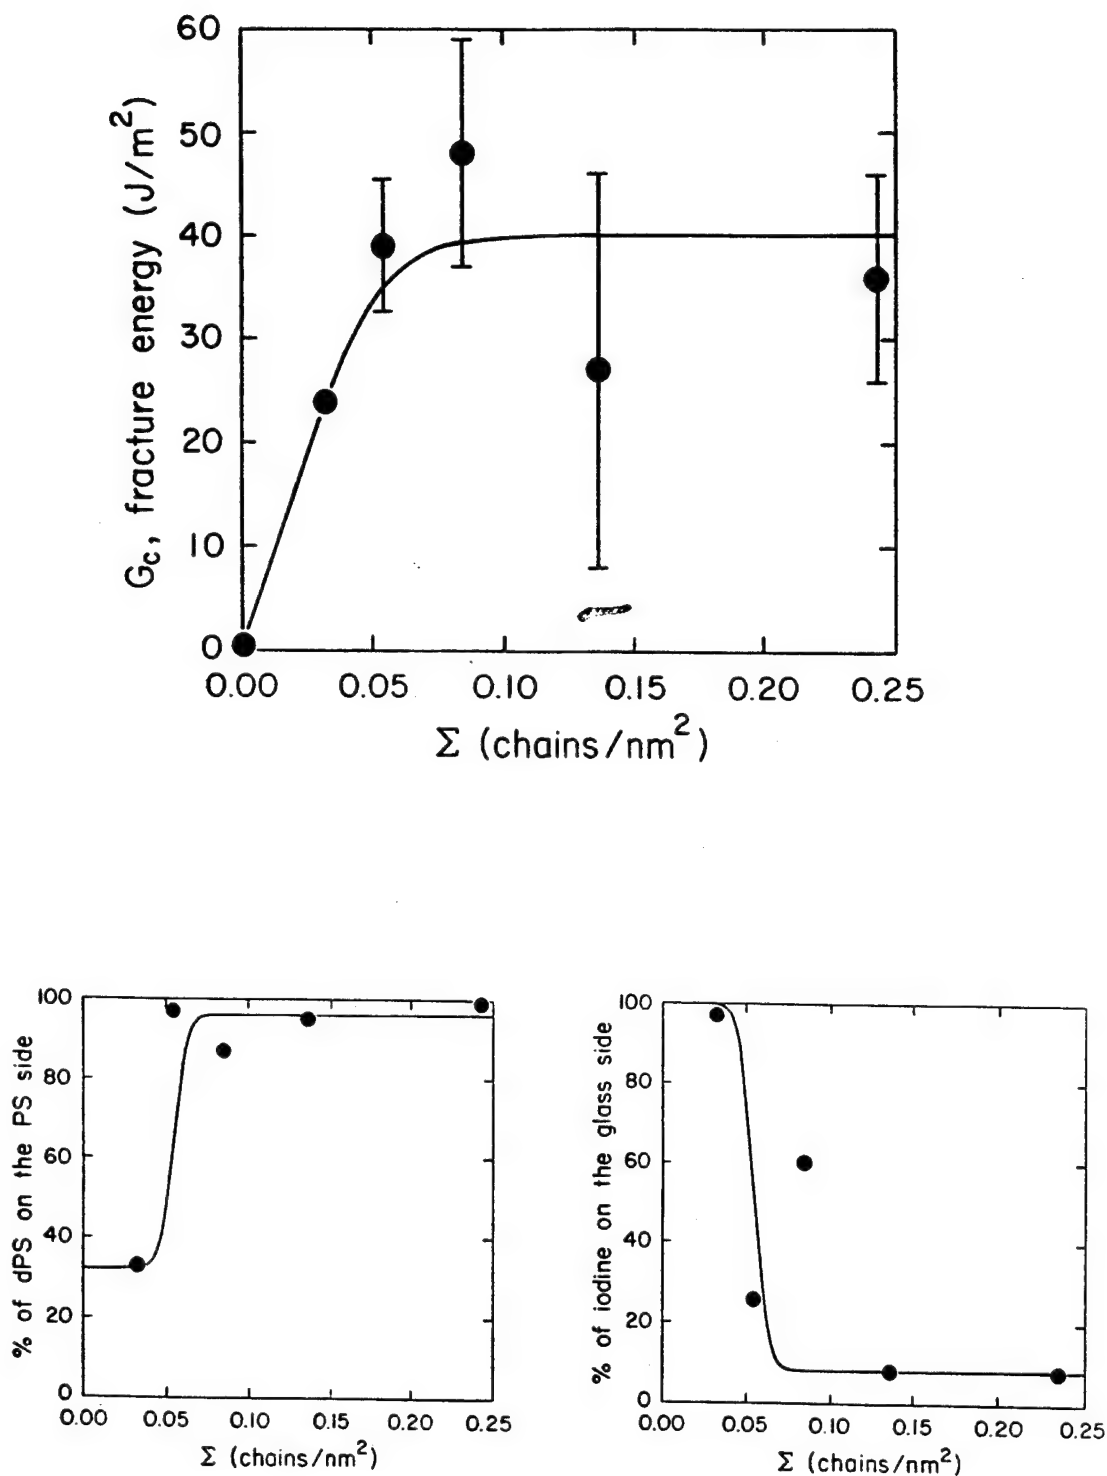 60
50
40
30
20
10
0
G_c, fracture energy (J/m²)
0.00 0.05 0.10 0.15 0.20 0.25
Σ (chains/nm²)
100
80
60
40
20
0
% of dPS on the PS side
0.00 0.05 0.10 0.15 0.20 0.25
Σ (chains/nm²)
100
80
60
40
20
0
% of iodine on the glass side
0.00 0.05 0.10 0.15 0.20 0.25
Σ (chains/nm²)